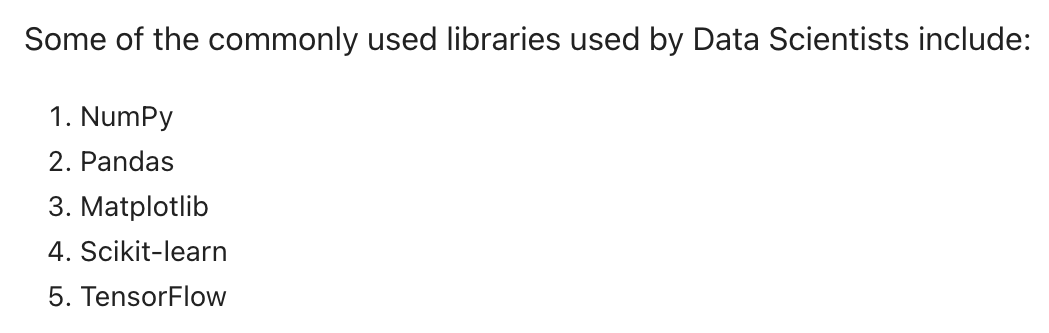 Some of the commonly used libraries used by Data Scientists include:
1. NumPy
2. Pandas
3. Matplotlib
4. Scikit-learn
5. TensorFlow